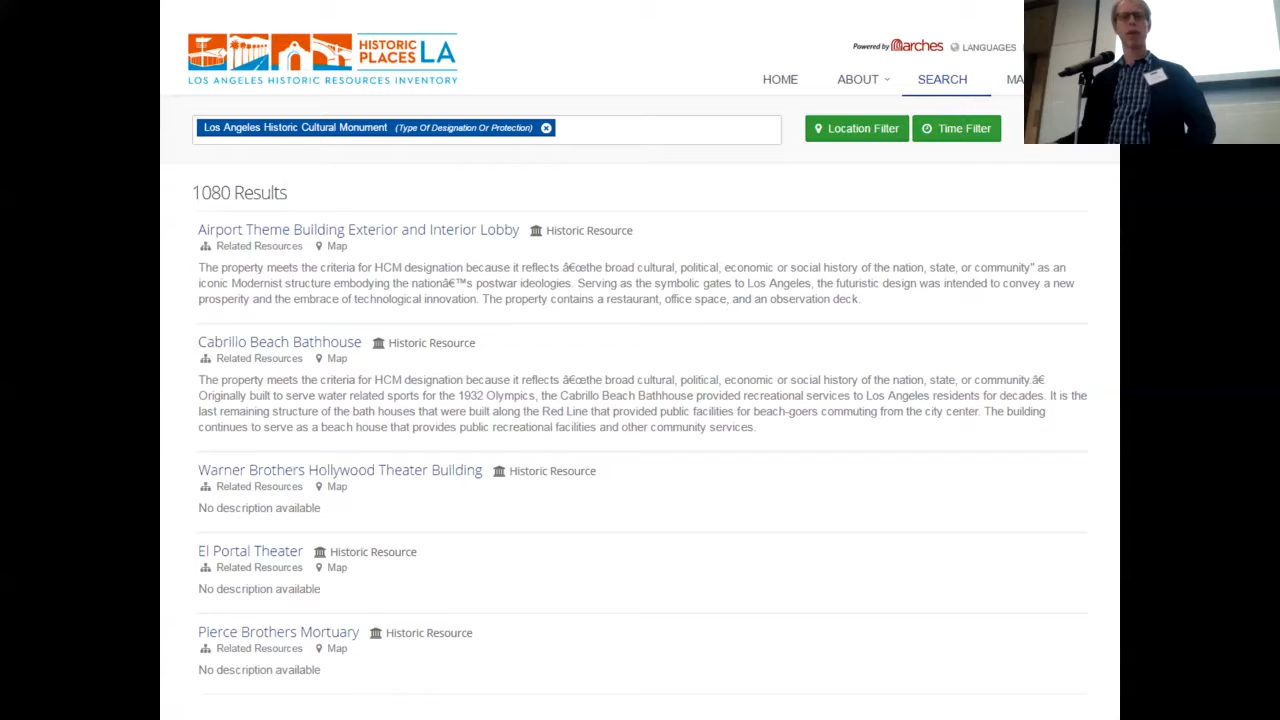 HISTORIC
PLACES LA
LOS ANGELES HISTORIC RESOURCES INVENTORY
Powered by arches LANGUAGES
HOME ABOUT SEARCH MA
Los Angeles Historic Cultural Monument (Type Of Designation Or Protection)
Location Filter Time Filter
1080 Results
Airport Theme Building Exterior and Interior Lobby Historic Resource
Related Resources Map
The property meets the criteria for HCM designation because it reflects â€œthe broad cultural, political, economic or social history of the nation, state, or community" as an
iconic Modernist structure embodying the nationâ€™s postwar ideologies. Serving as the symbolic gates to Los Angeles, the futuristic design was intended to convey a new
prosperity and the embrace of technological innovation. The property contains a restaurant, office space, and an observation deck.
Cabrillo Beach Bathhouse Historic Resource
Related Resources Map
The property meets the criteria for HCM designation because it reflects â€œthe broad cultural, political, economic or social history of the nation, state, or community.â€
Originally built to serve water related sports for the 1932 Olympics, the Cabrillo Beach Bathhouse provided recreational services to Los Angeles residents for decades. It is the
last remaining structure of the bath houses that were built along the Red Line that provided public facilities for beach-goers commuting from the city center. The building
continues to serve as a beach house that provides public recreational facilities and other community services.
Warner Brothers Hollywood Theater Building Historic Resource
Related Resources Map
No description available
El Portal Theater Historic Resource
Related Resources Map
No description available
Pierce Brothers Mortuary Historic Resource
Related Resources Map
No description available